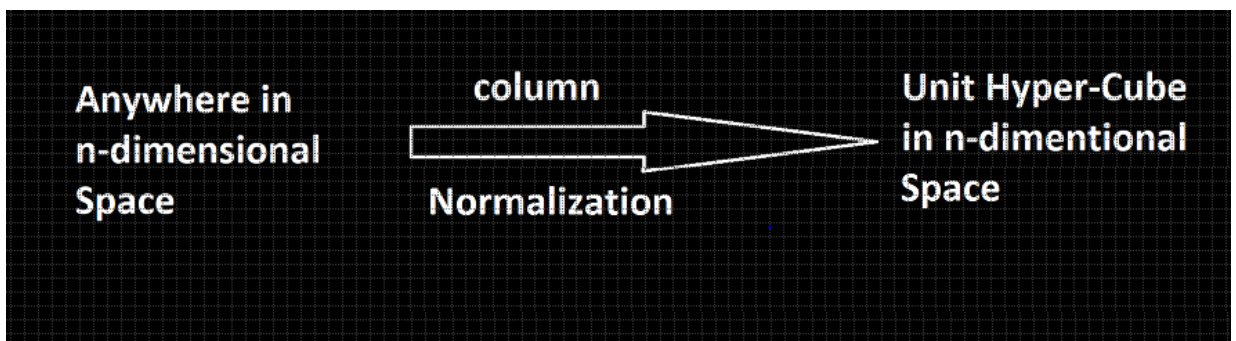 Anywhere in
n-dimensional
Space
column
Normalization
Unit Hyper-Cube
in n-dimentional
Space